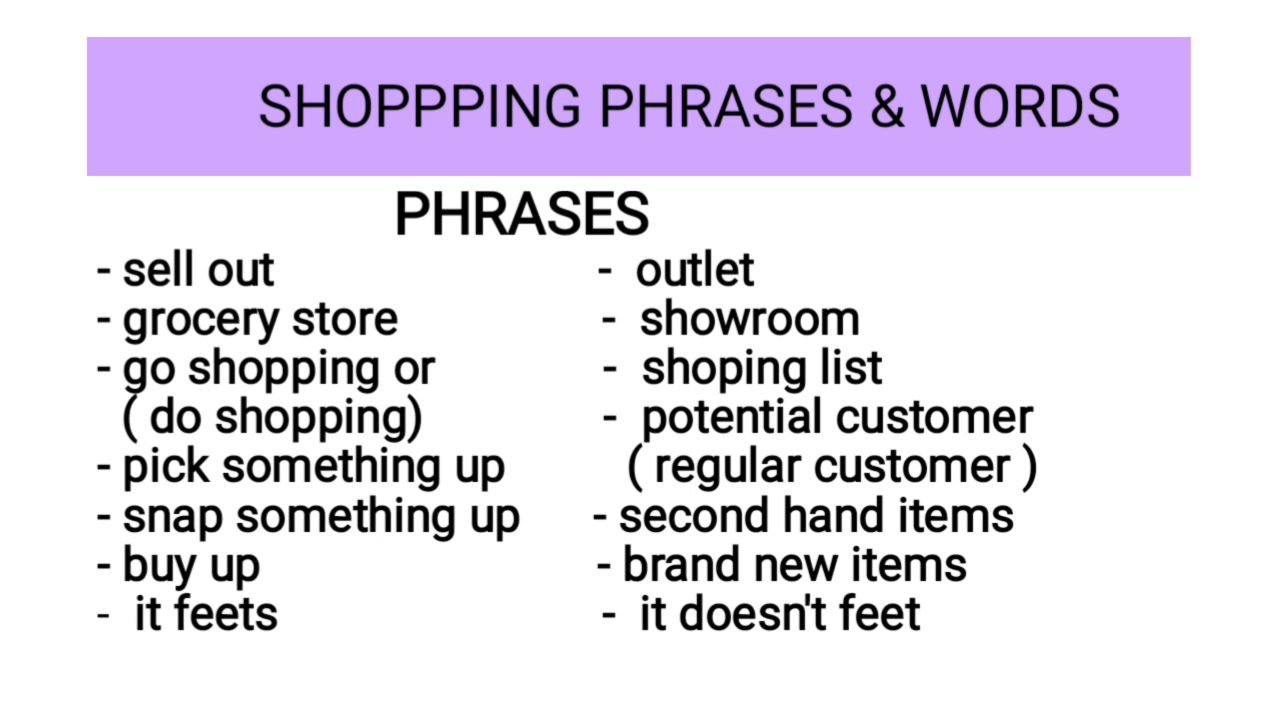 SHOPPPING PHRASES & WORDS
PHRASES
- sell out
- grocery store
- go shopping or
( do shopping)
- pick something up
- snap something up
- buy up
- it feets
- outlet
- showroom
- shoping list
- potential customer
( regular customer )
- second hand items
- brand new items
- it doesn't feet